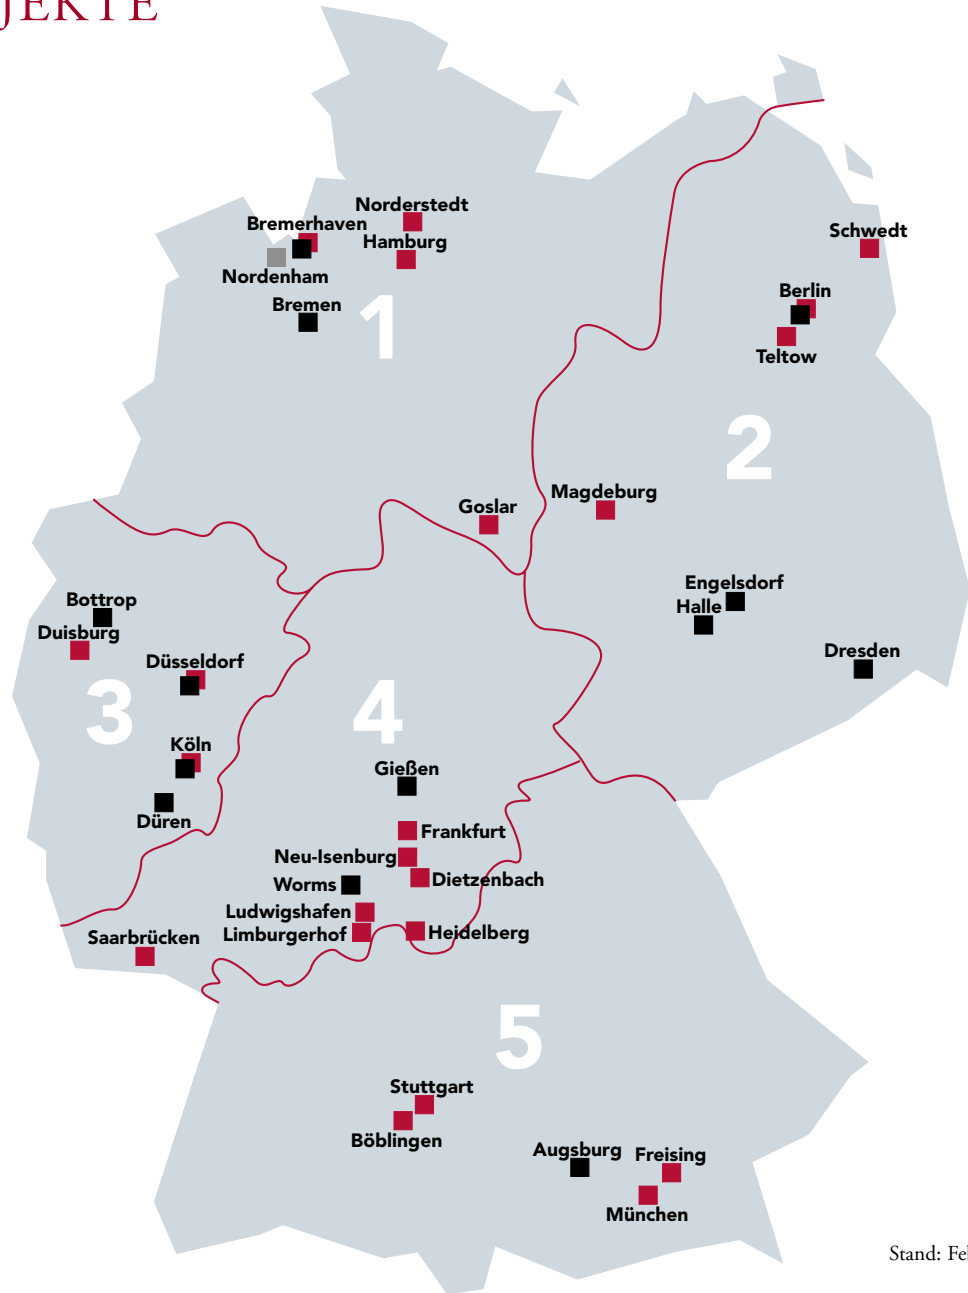 JEKTE
Norderstedt
Bremerhaven
Hamburg
Nordenham
Bremen
1
Schwedt
Berlin
Teltow
2
Goslar
Magdeburg
Engelsdorf
Halle
Dresden
Bottrop
Duisburg
Düsseldorf
3
Köln
Düren
4
Gießen
Frankfurt
Neu-Isenburg
Dietzenbach
Worms
Ludwigshafen
Limburgerhof
Heidelberg
Saarbrücken
5
Stuttgart
Böblingen
Augsburg
Freising
München
Stand: Fe